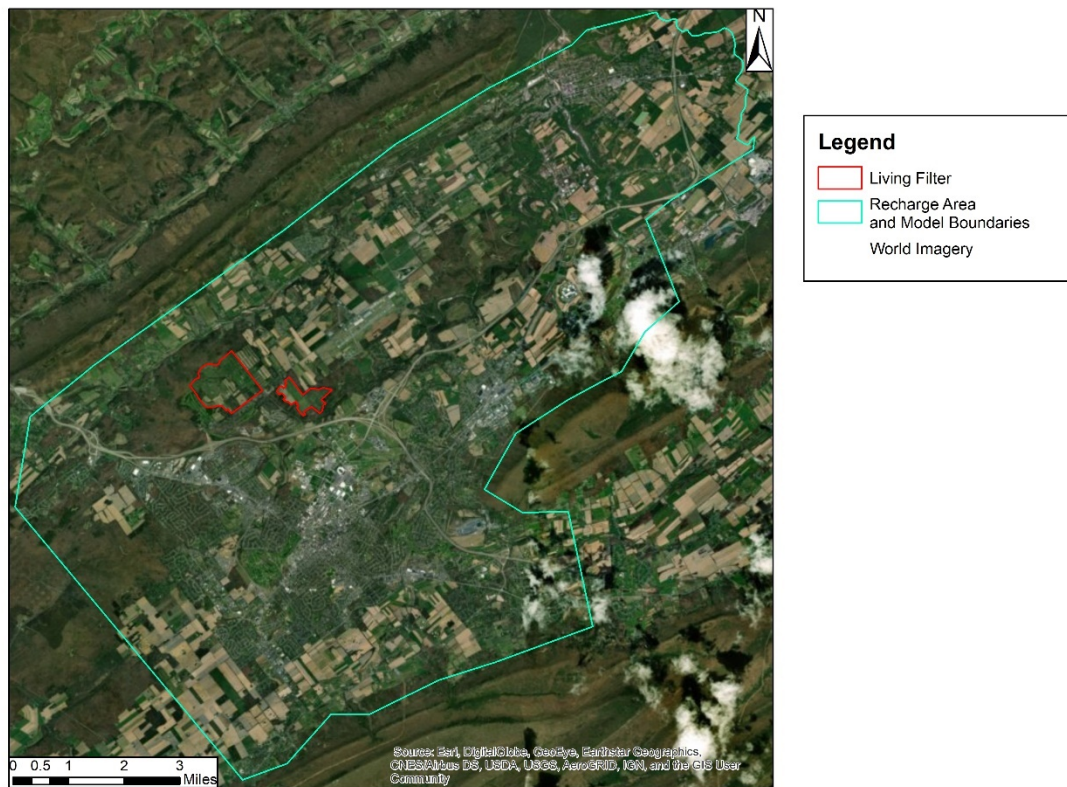 N
Legend
Living Filter
Recharge Area
and Model Boundaries
World Imagery
Source: Esri, DigitalGlobe, GeoEye, Earthstar Geographics,
CNES/Airbus DS, USDA, USGS, AeroGRID, IGN, and the GIS User
Community
0 0.5 1 2 3
Miles